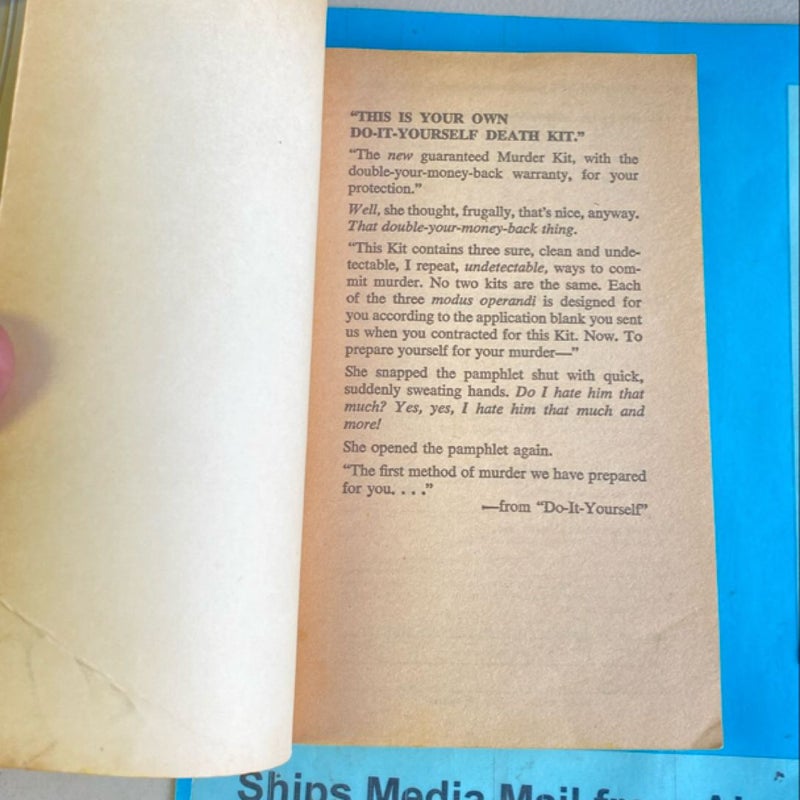 “THIS IS YOUR OWN
DO-IT-YOURSELF DEATH KIT.”
“The new guaranteed Murder Kit, with the
double-your-money-back warranty, for your
protection.”
Well, she thought, frugally, that’s nice, anyway.
That double-your-money-back thing.
“This Kit contains three sure, clean and unde-
tectable, I repeat, undetectable, ways to com-
mit murder. No two kits are the same. Each
of the three modus operandi is designed for
you according to the application blank you sent
us when you contracted for this Kit. Now. To
prepare yourself for your murder—”
She snapped the pamphlet shut with quick,
suddenly sweating hands. Do I hate him that
much? Yes, yes, I hate him that much and
more!
She opened the pamphlet again.
“The first method of murder we have prepared
for you. . . .”
—from “Do-It-Yourself”
Ships Media Mail from